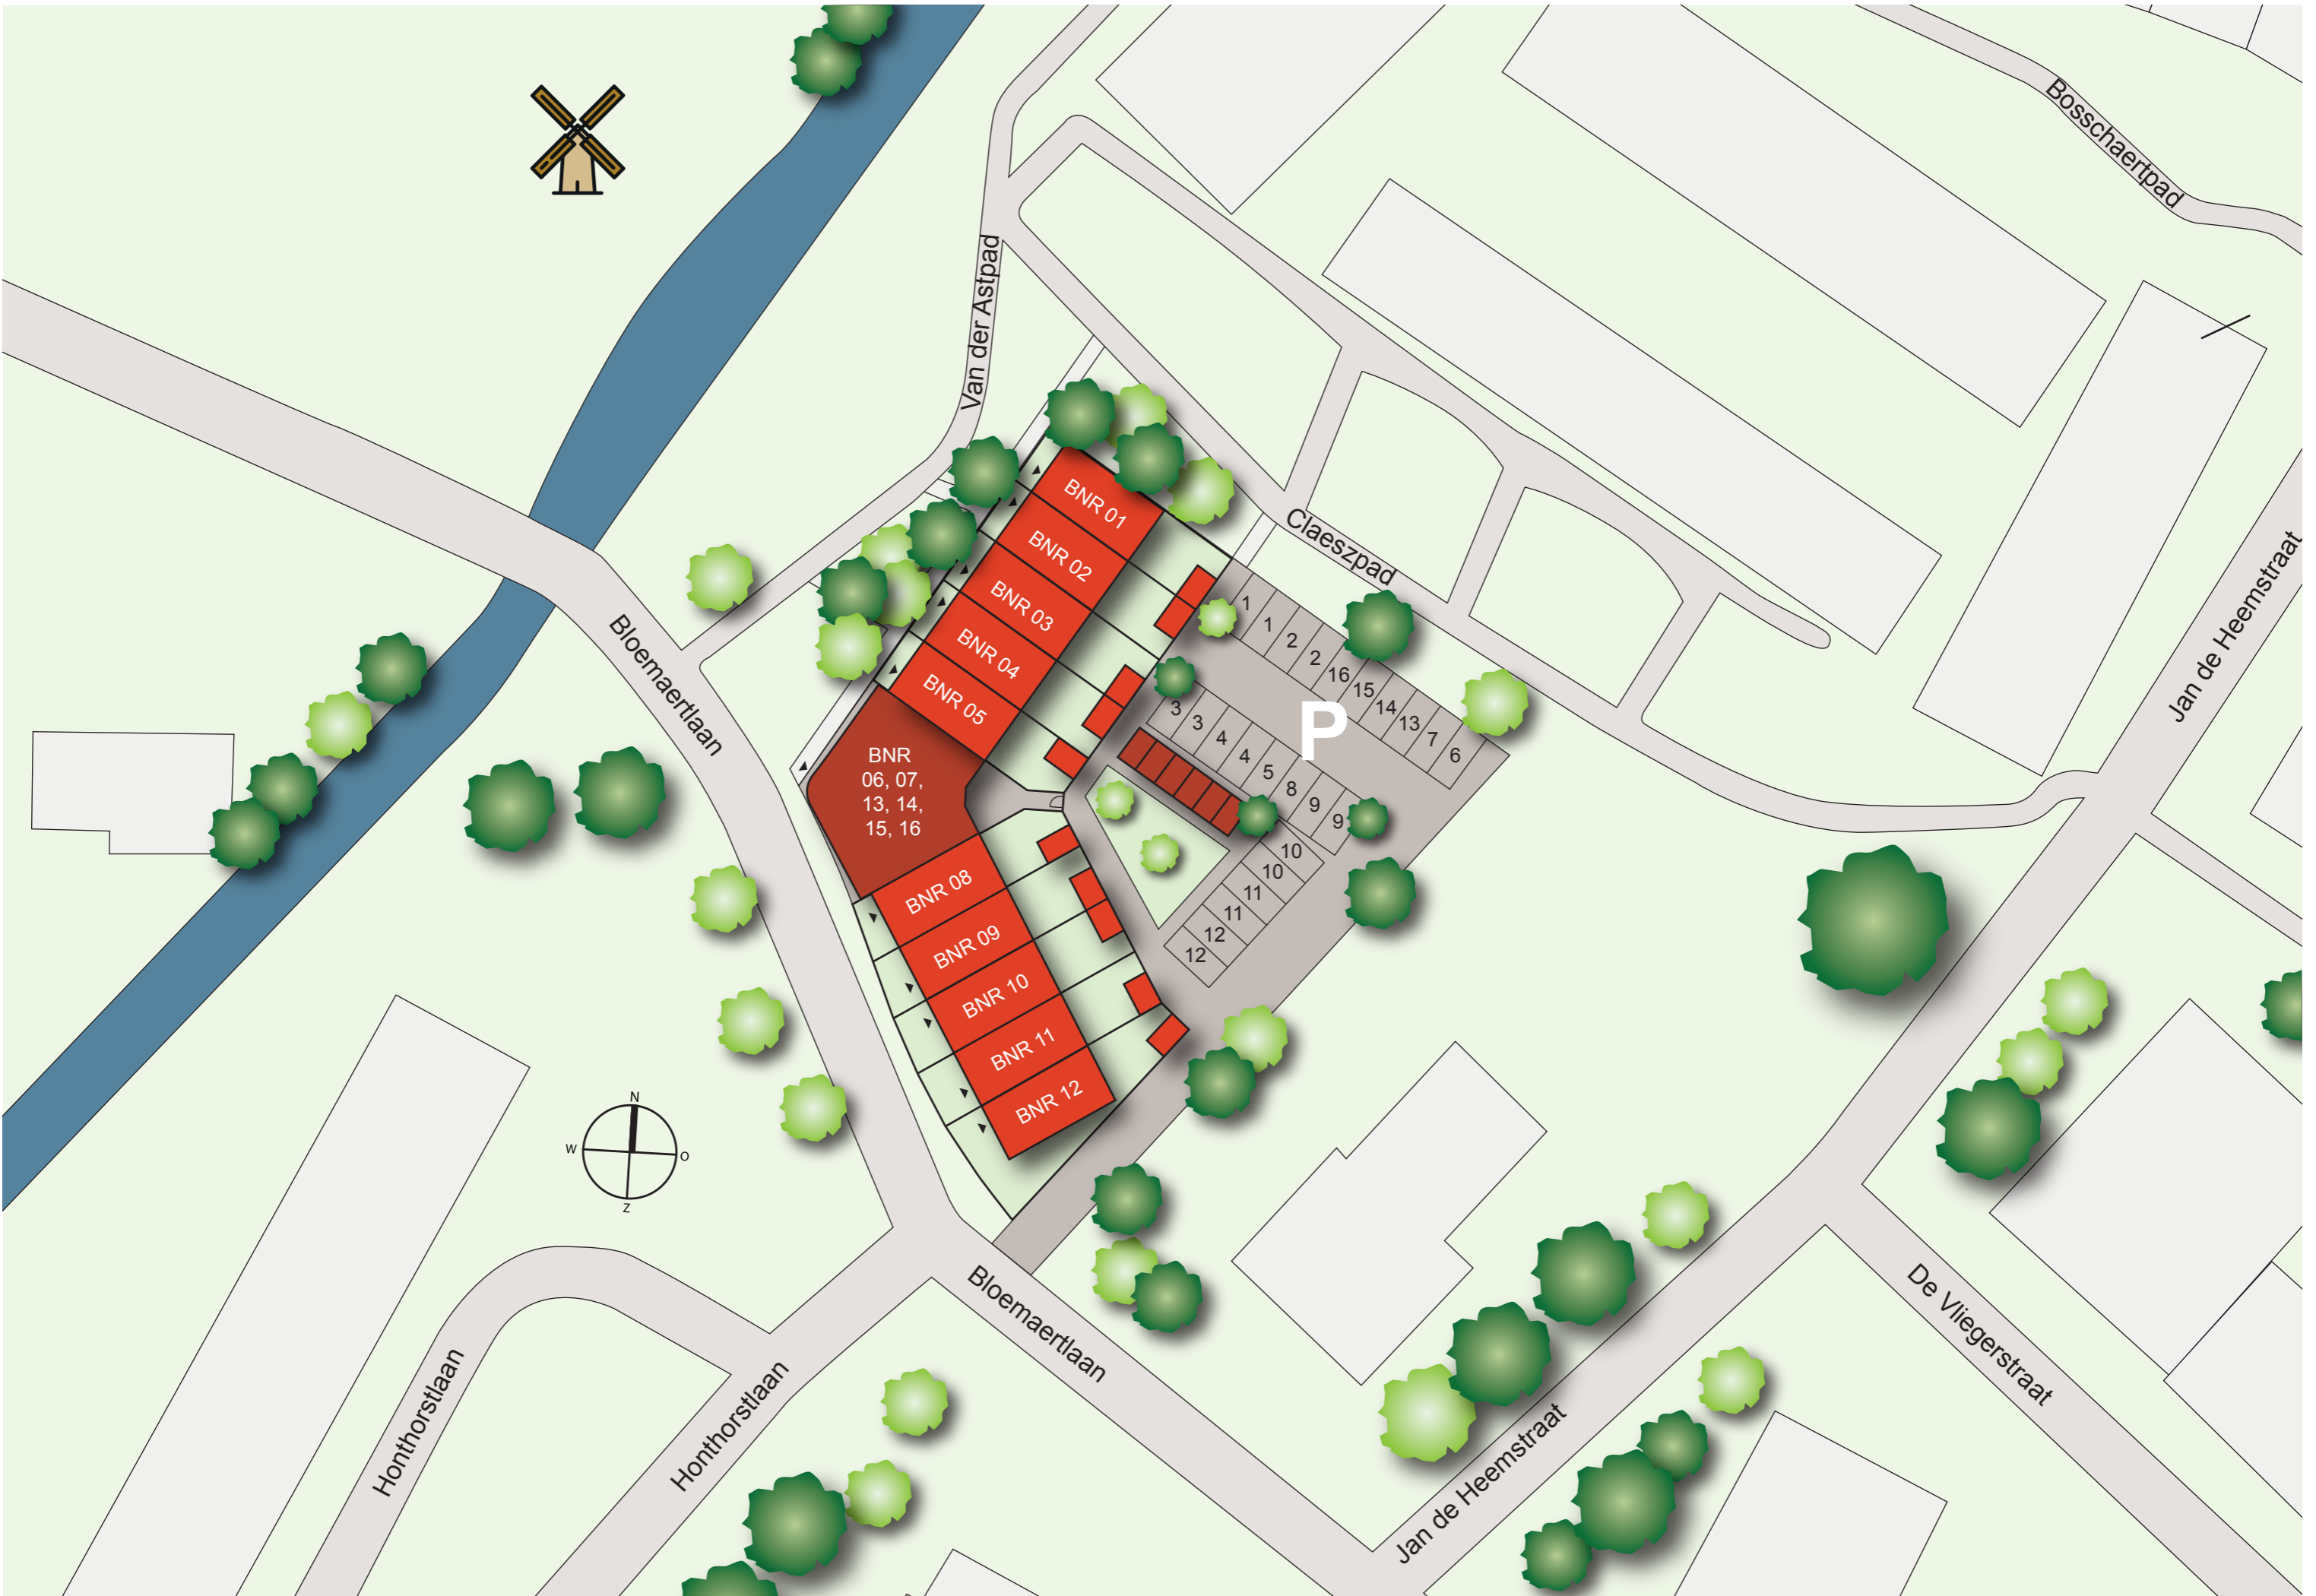 Bosschaertpad
Van der Astpad
Claeszpad
Jan de Heemstraat
Bloemaertlaan
BNR 01
BNR 02
BNR 03
BNR 04
BNR 05
BNR
06, 07,
13, 14,
15, 16
BNR 08
BNR 09
BNR 10
BNR 11
BNR 12
1
1
2
2
16
15
14
13
7
6
P
3
3
4
4
5
8
9
9
10
10
11
11
12
12
N
W
O
Z
Bloemaertlaan
Honthorstlaan
Honthorstlaan
Jan de Heemstraat
De Vliegerstraat